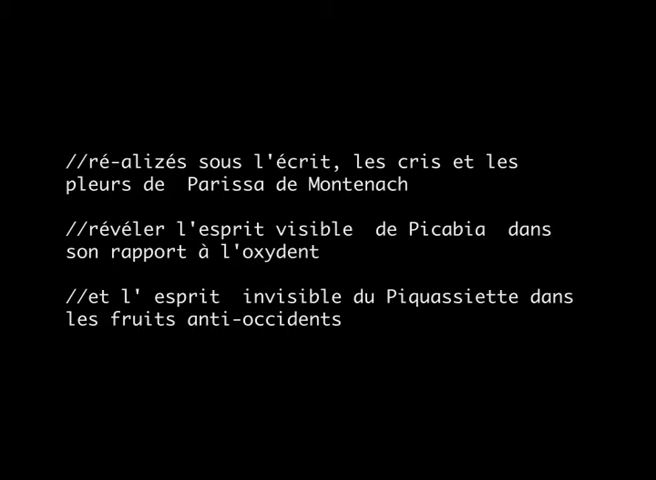 //ré-alizés sous l'écrit, les cris et les
pleurs de  Parissa de Montenach
//révéler l'esprit visible  de Picabia  dans
son rapport à l'oxydent
//et l' esprit  invisible du Piquassiette dans
les fruits anti-occidents